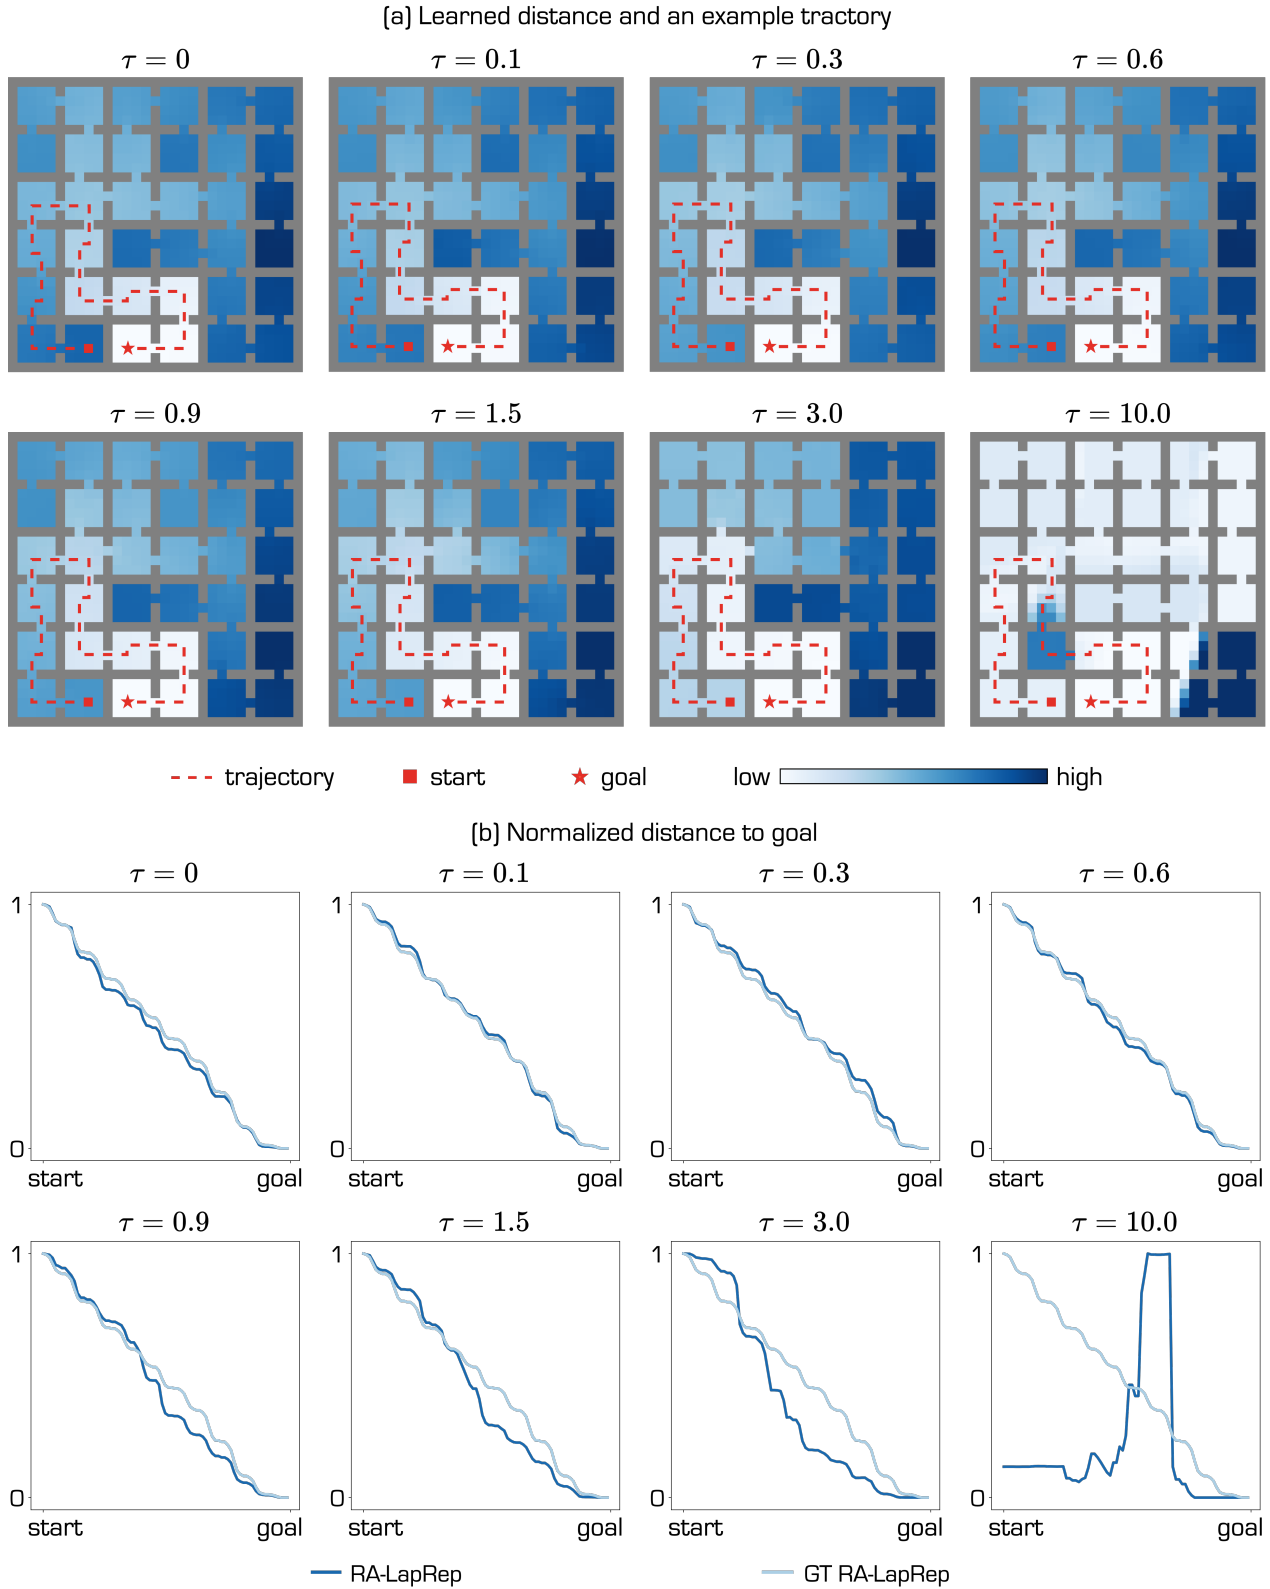 (a) Learned distance and an example tractory
τ = 0 τ = 0.1 τ = 0.3 τ = 0.6
τ = 0.9 τ = 1.5 τ = 3.0 τ = 10.0
trajectory start goal low high
(b) Normalized distance to goal
τ = 0 τ = 0.1 τ = 0.3 τ = 0.6
1 1 1 1
0 0 0 0
start goal start goal start goal start goal
τ = 0.9 τ = 1.5 τ = 3.0 τ = 10.0
1 1 1 1
0 0 0 0
start goal start goal start goal start goal
RA-LapRep GT RA-LapRep